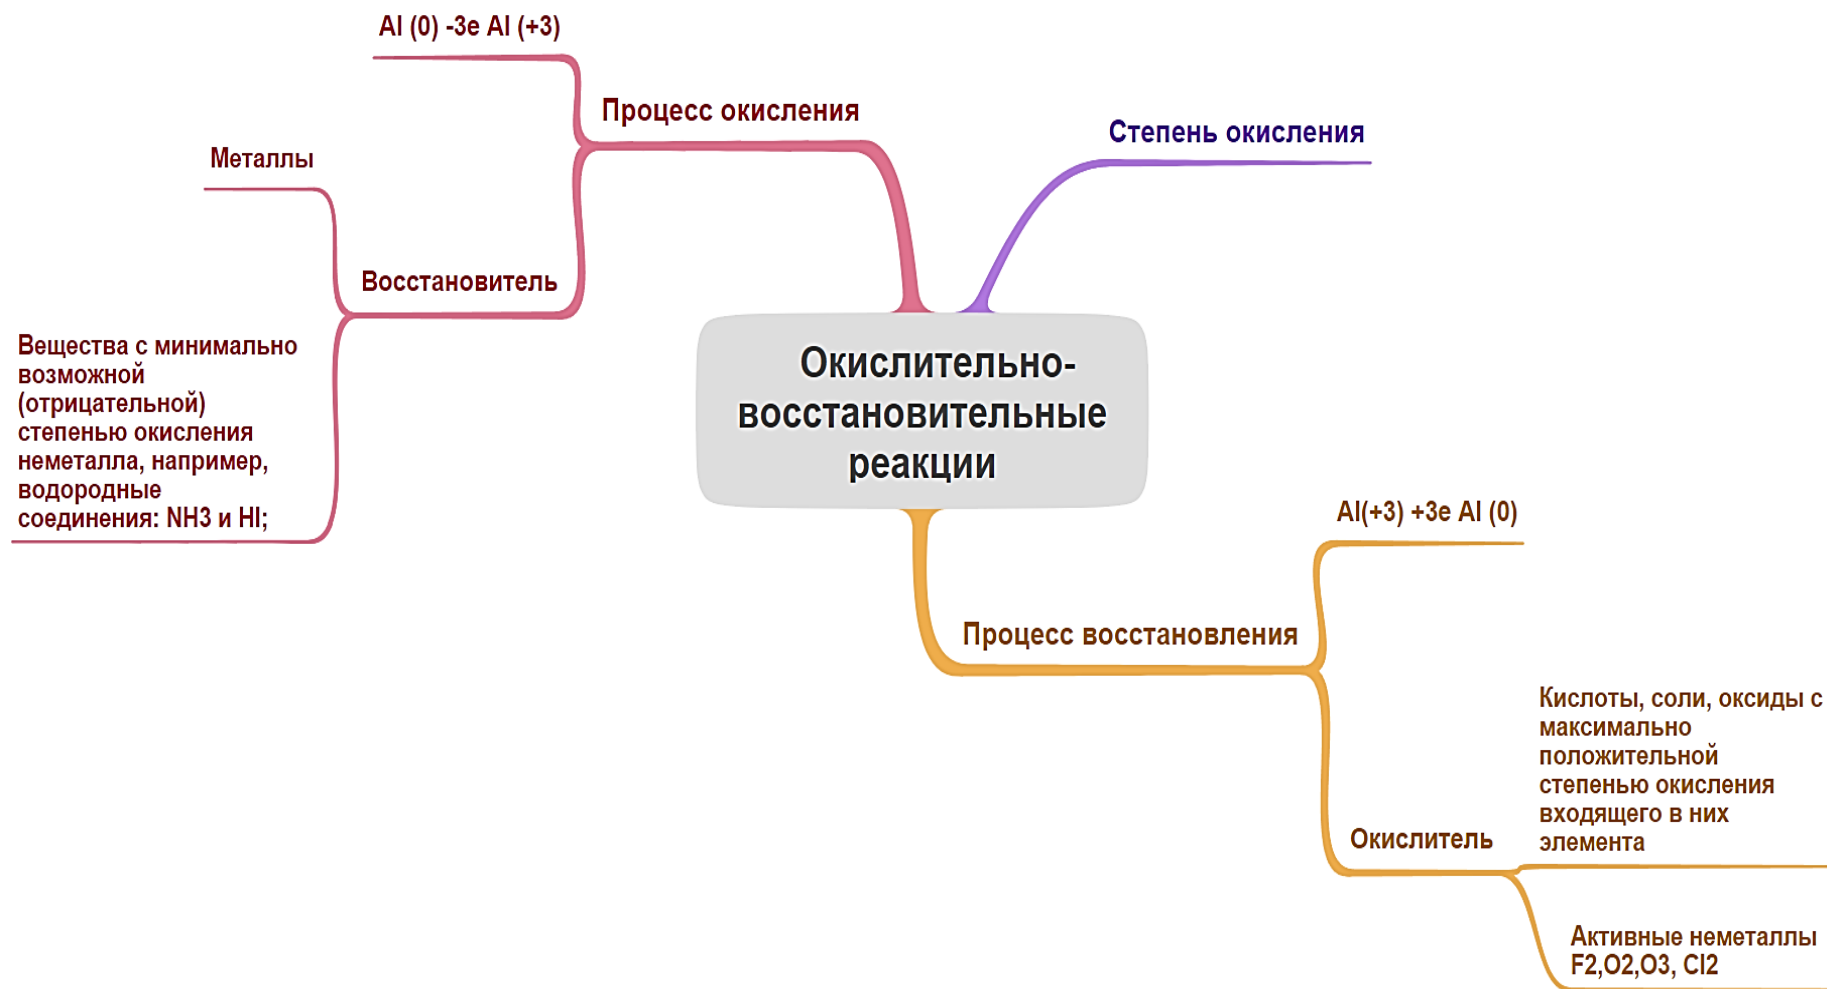 Al (0) -3e Al (+3)
Процесс окисления
Степень окисления
Металлы
Восстановитель
Вещества с минимально
возможной
(отрицательной)
степенью окисления
неметалла, например,
водородные
соединения: NH3 и HI;
Окислительно-
восстановительные
реакции
Al(+3) +3e Al (0)
Процесс восстановления
Кислоты, соли, оксиды с
максимально
положительной
степенью окисления
входящего в них
элемента
Окислитель
Активные неметаллы
F2,O2,O3, Cl2